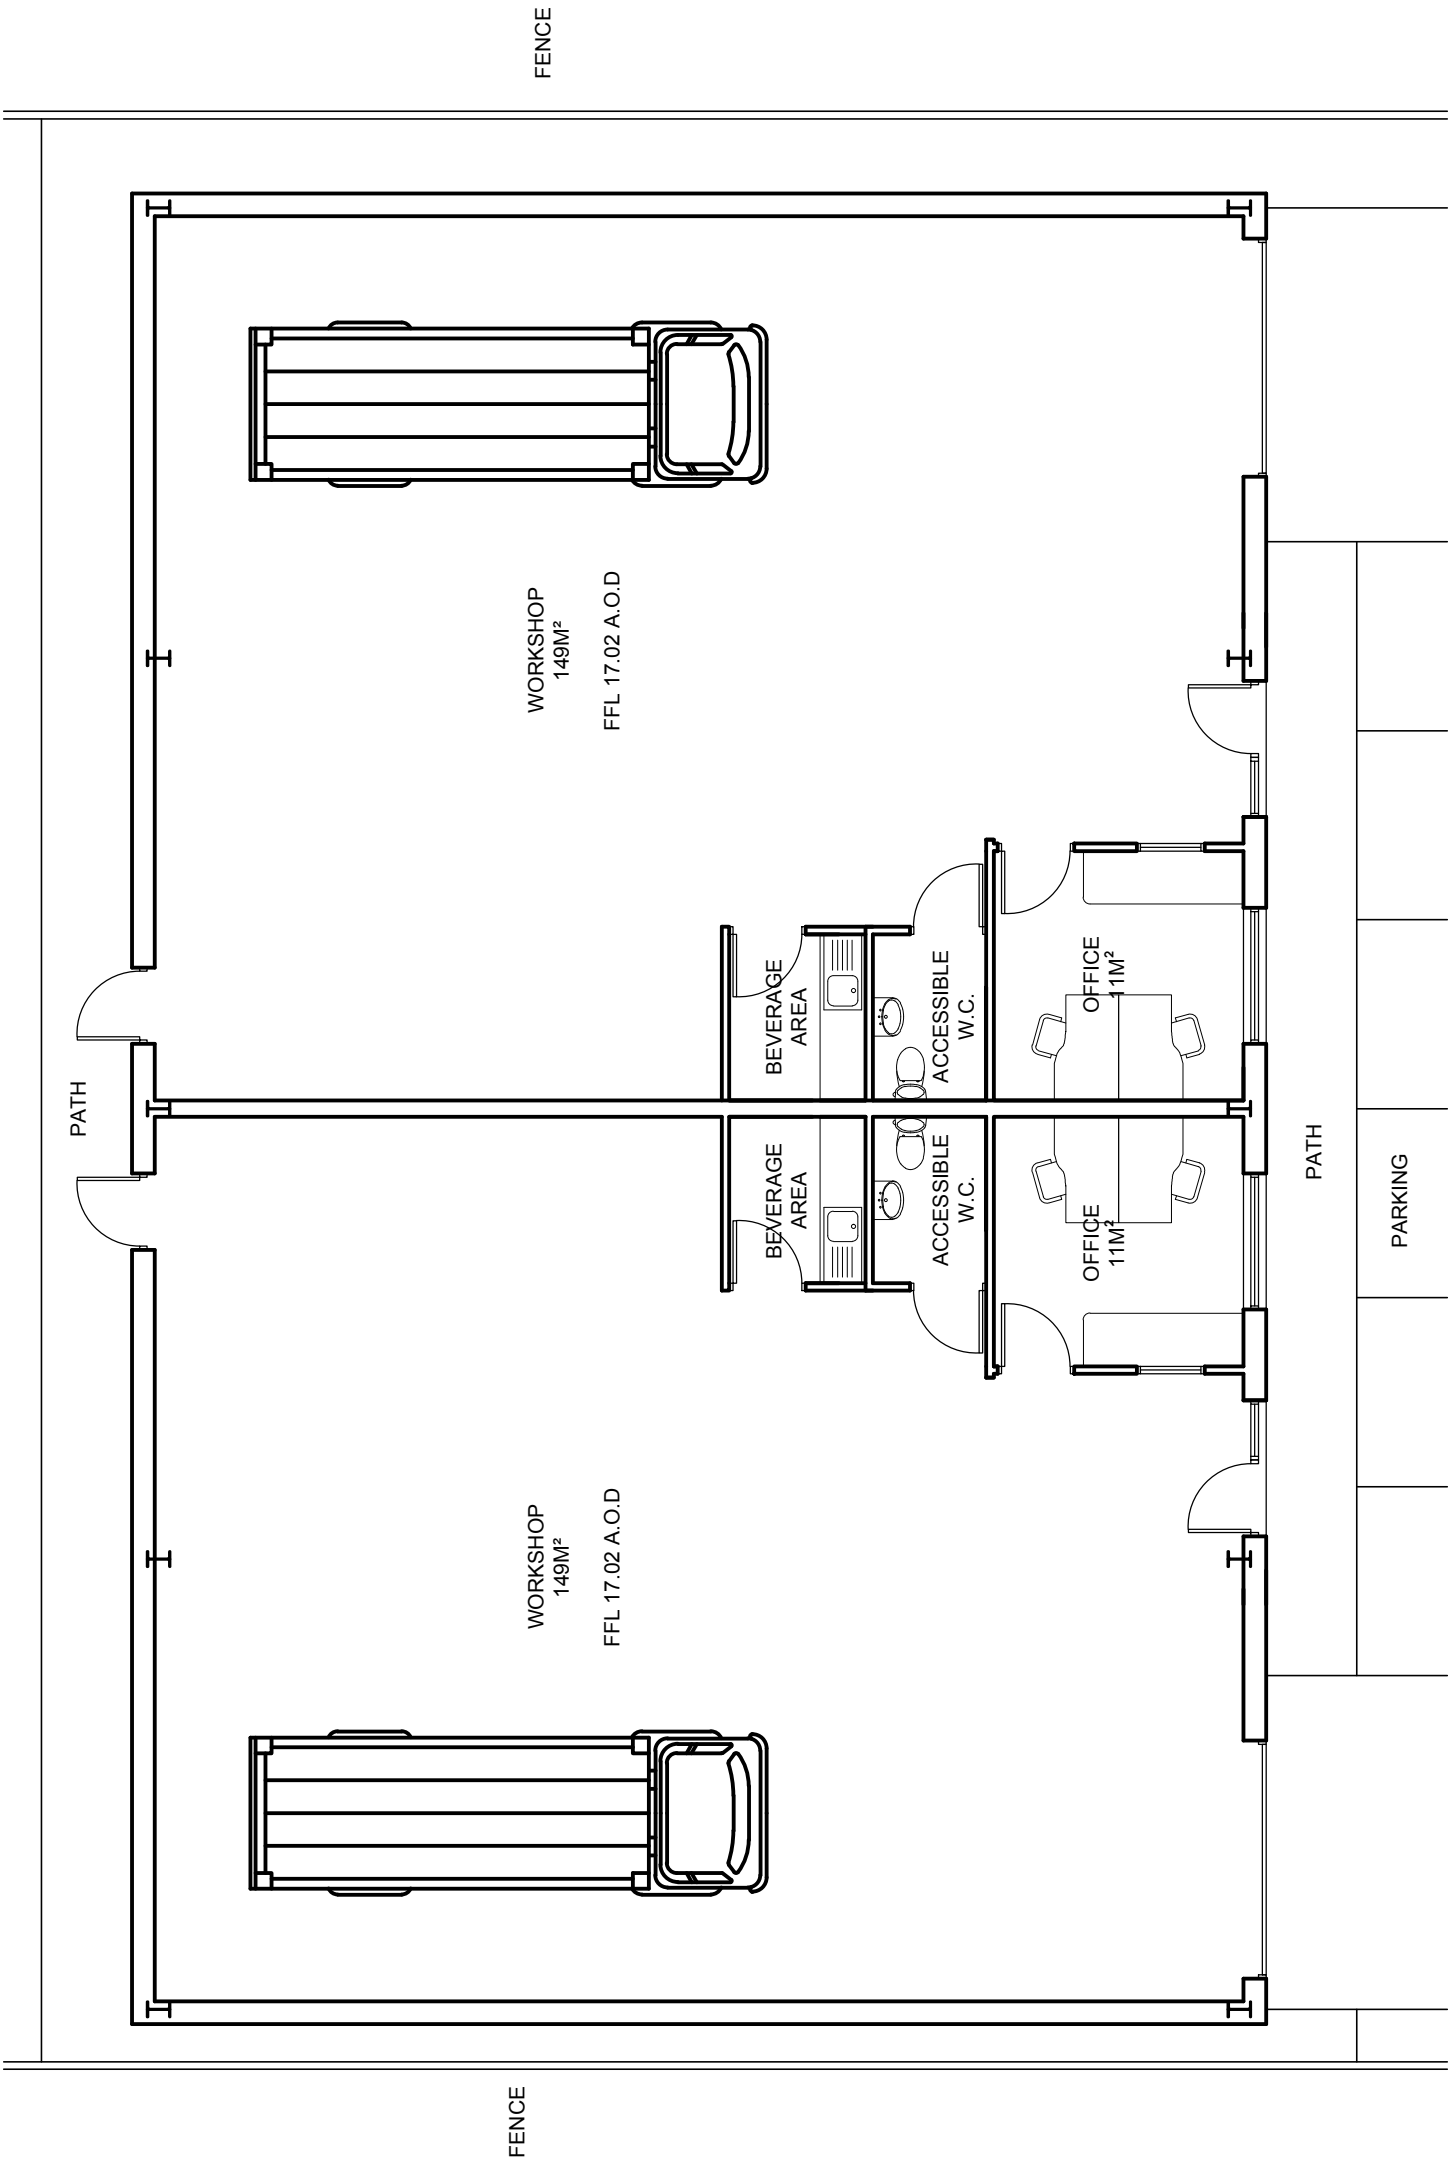 FENCE
PATH
WORKSHOP
149M²
FFL 17.02 A.O.D
BEVERAGE
AREA
ACCESSIBLE
W.C.
OFFICE
11M²
BEVERAGE
AREA
ACCESSIBLE
W.C.
OFFICE
11M²
PATH
PARKING
WORKSHOP
149M²
FFL 17.02 A.O.D
FENCE